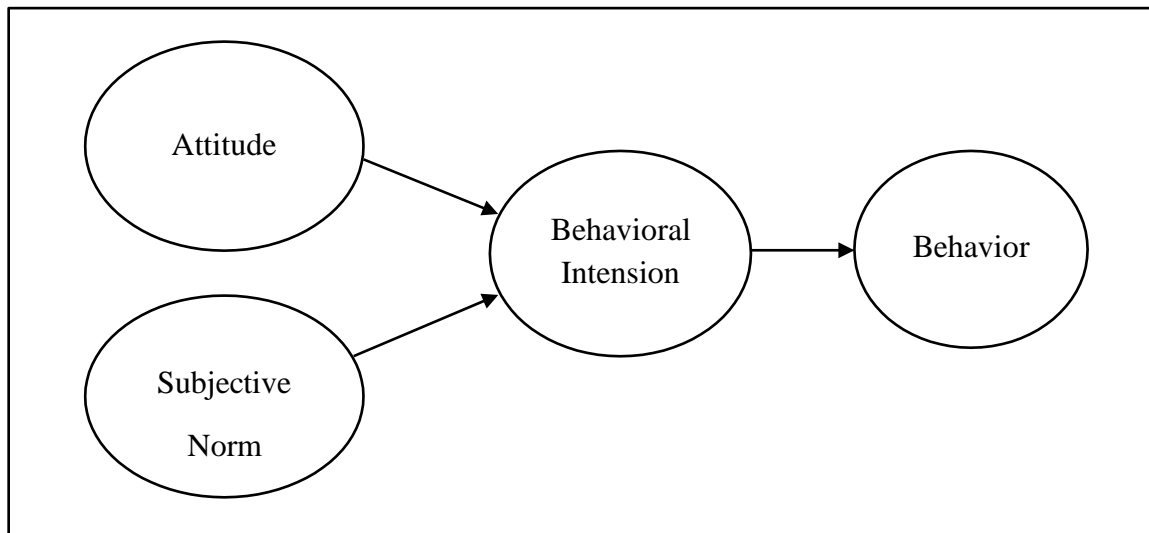 Attitude
Behavioral
Intension
Behavior
Subjective
Norm